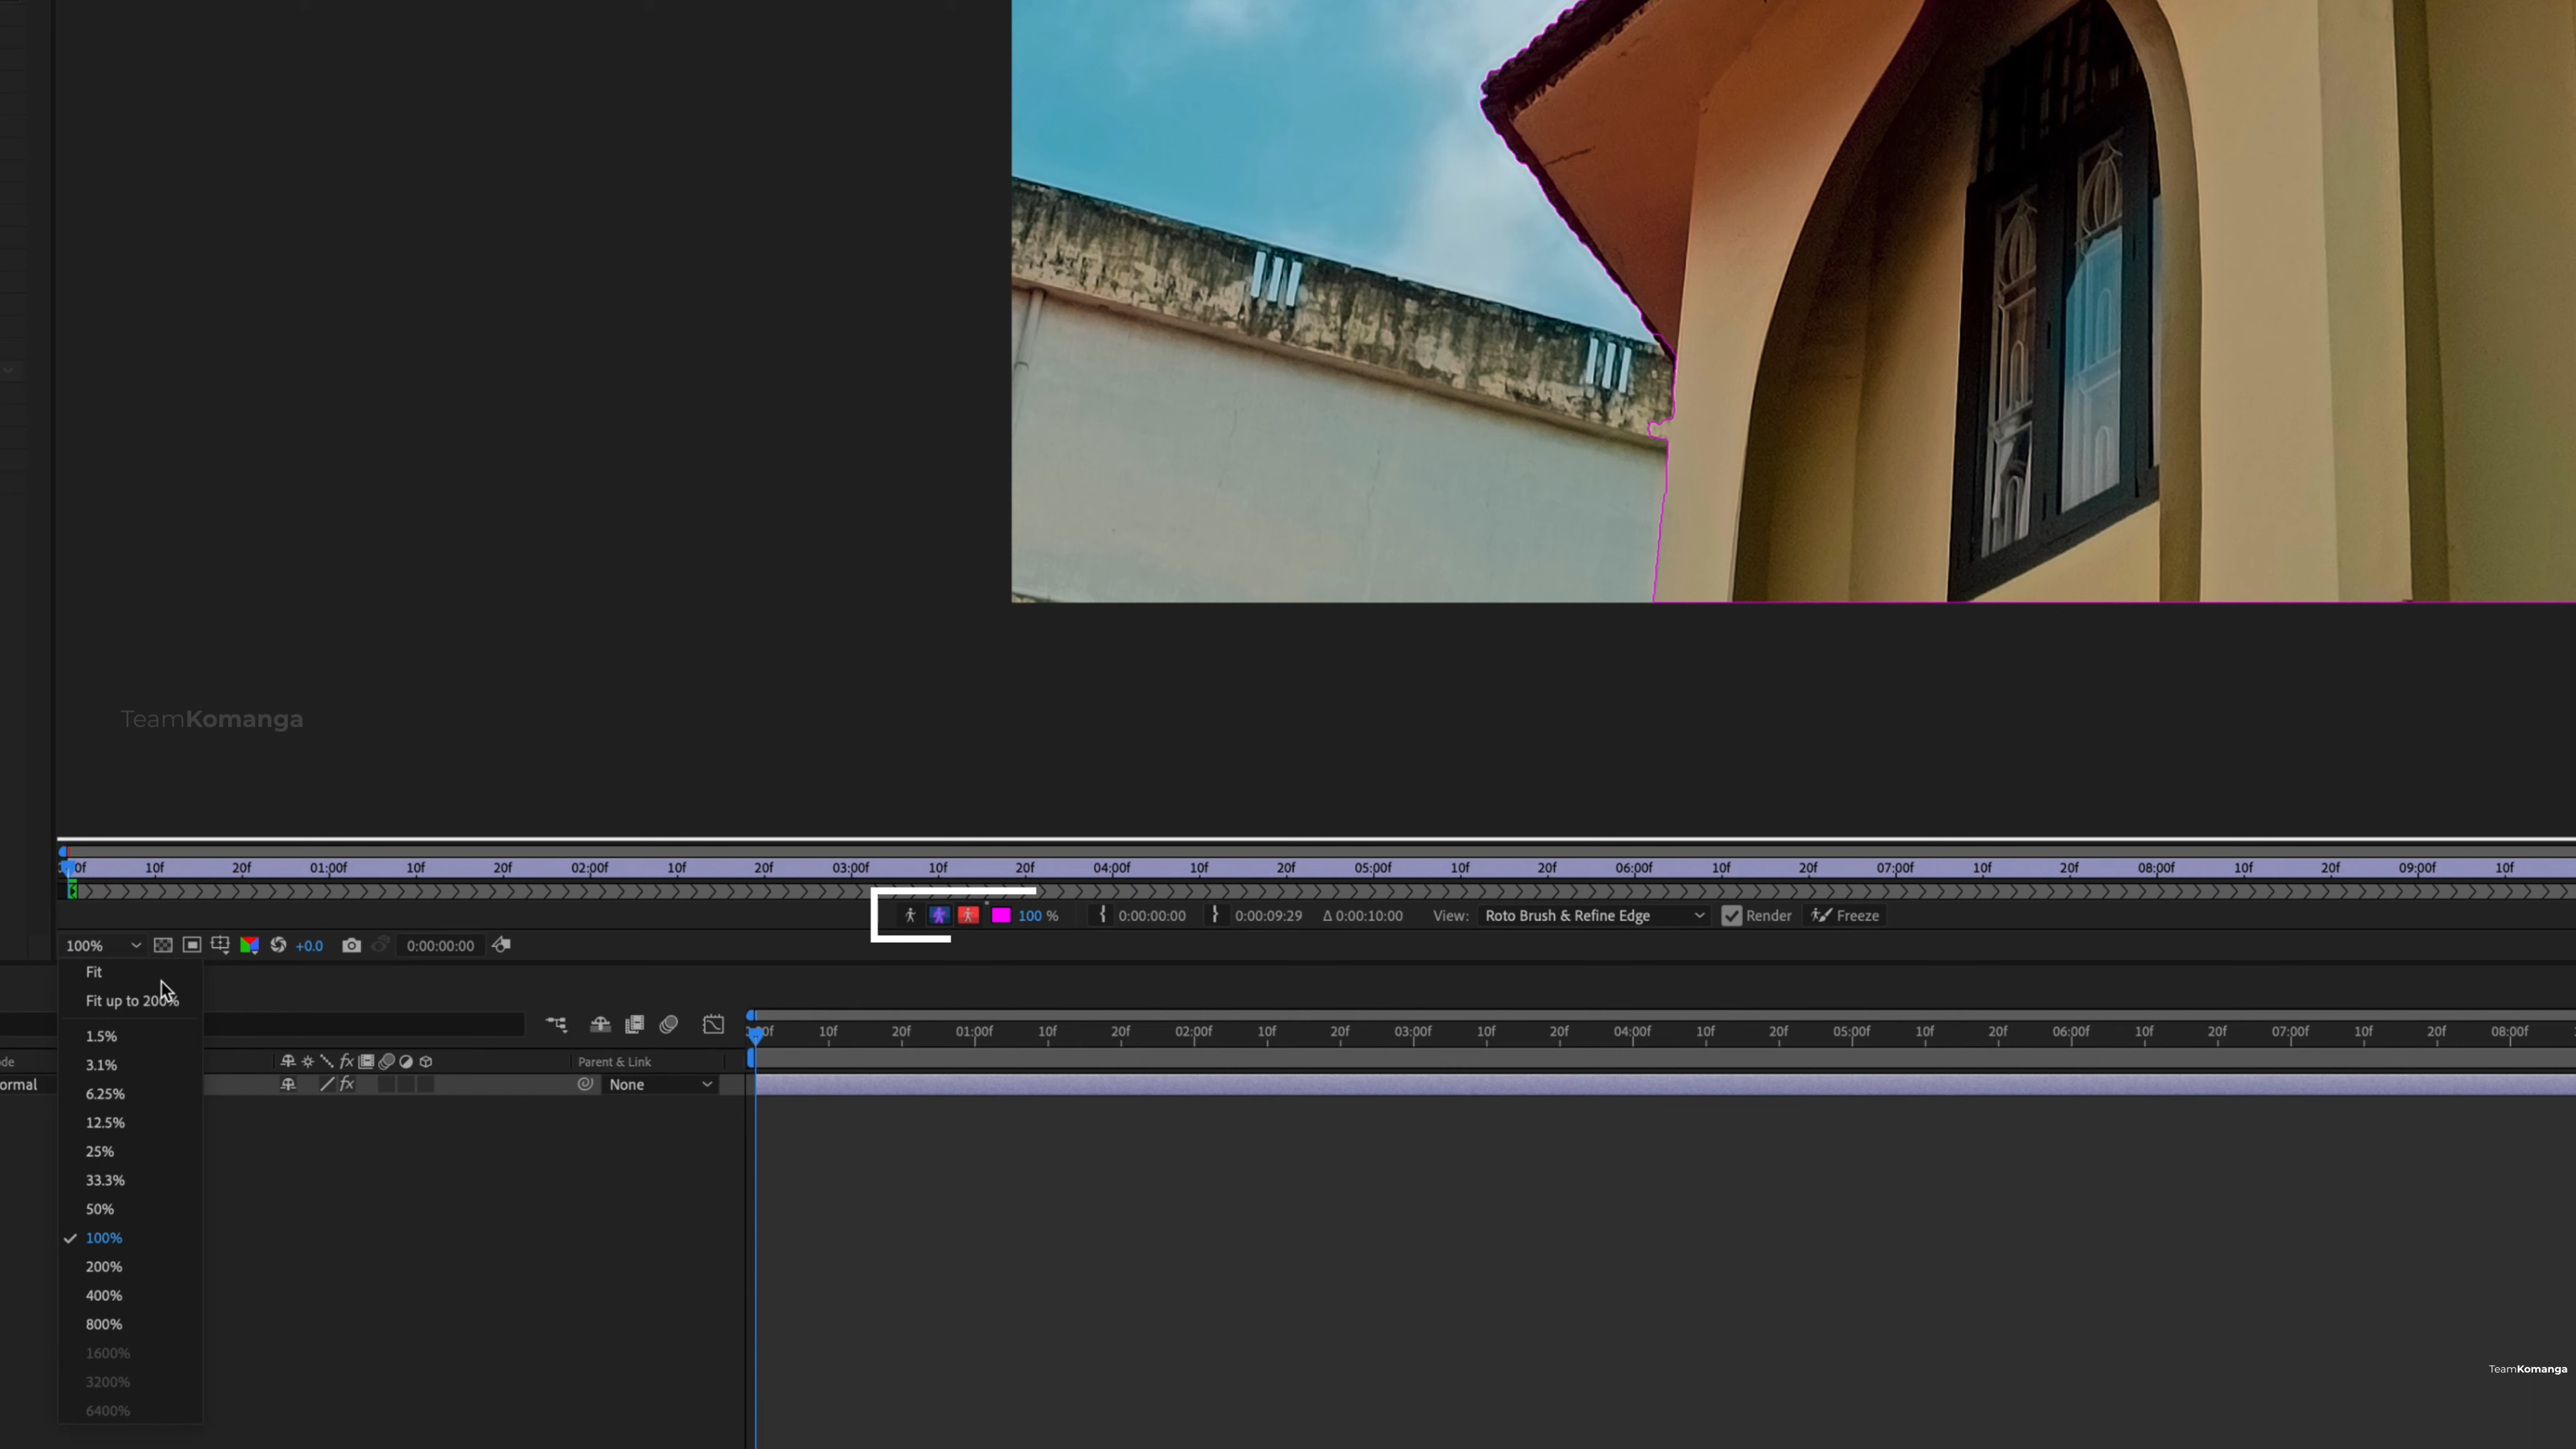 TeamKomanga
0f 10f 20f 01:00f 10f 20f 02:00f 10f 20f 03:00f 10f 20f 04:00f 10f 20f 05:00f 10f 20f 06:00f 10f 20f 07:00f 10f 20f 08:00f 10f 20f 09:00f 10f
100 % 0:00:00:00 0:00:09:29 Δ 0:00:10:00 View: Roto Brush & Refine Edge Render Freeze
100% +0.0 0:00:00:00
Fit
Fit up to 200%
00f 10f 20f 01:00f 10f 20f 02:00f 10f 20f 03:00f 10f 20f 04:00f 10f 20f 05:00f 10f 20f 06:00f 10f 20f 07:00f 10f 20f 08:00f
1.5%
ode fx Parent & Link
3.1%
ormal fx None
6.25%
12.5%
25%
33.3%
50%
100%
200%
400%
800%
1600%
3200%
6400%
TeamKomanga